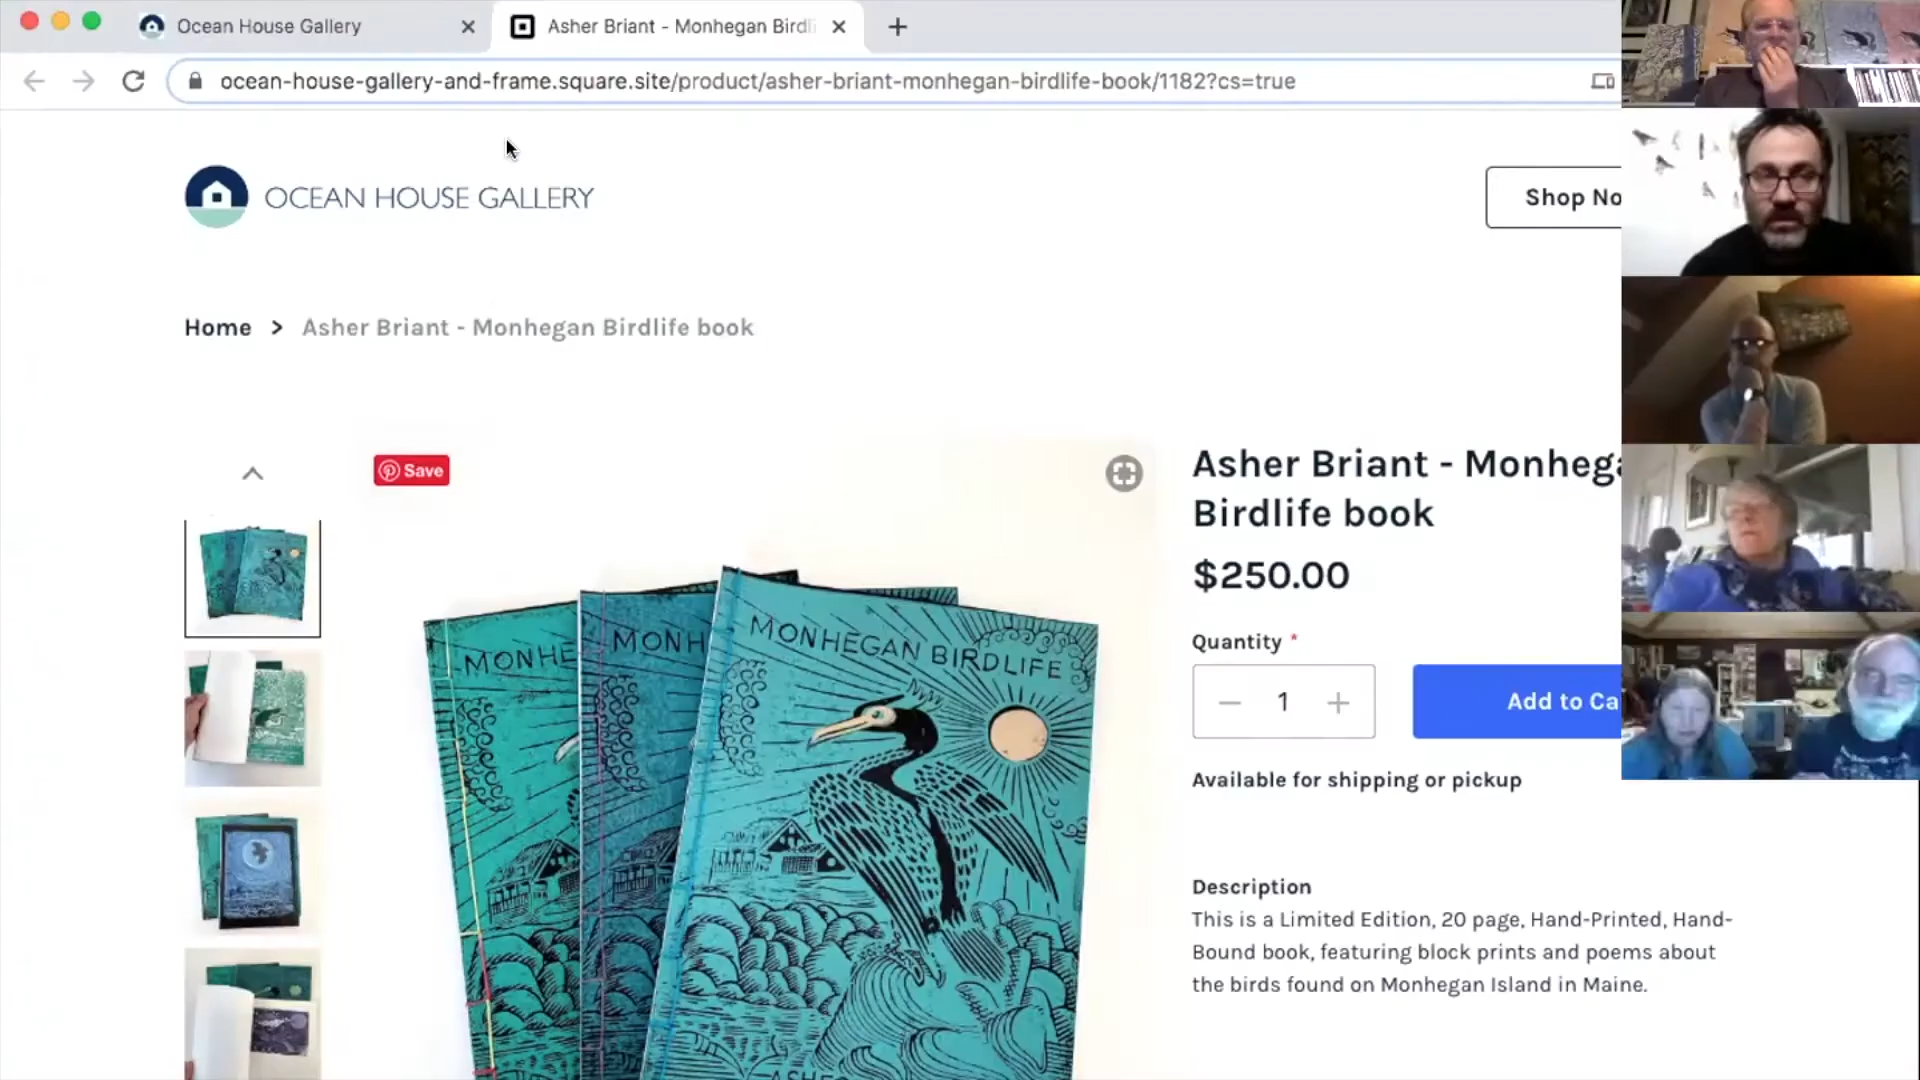 Ocean House Gallery
Asher Briant - Monhegan Birdli
ocean-house-gallery-and-frame.square.site/product/asher-briant-monhegan-birdlife-book/1182?cs=true
OCEAN HOUSE GALLERY
Shop No
Home > Asher Briant - Monhegan Birdlife book
Save
Asher Briant - Monhega
Birdlife book
$250.00
Quantity *
1
Add to Ca
Available for shipping or pickup
Description
This is a Limited Edition, 20 page, Hand-Printed, Hand-
Bound book, featuring block prints and poems about
the birds found on Monhegan Island in Maine.
MONHE
MONH
MONHEGAN BIRDLIFE